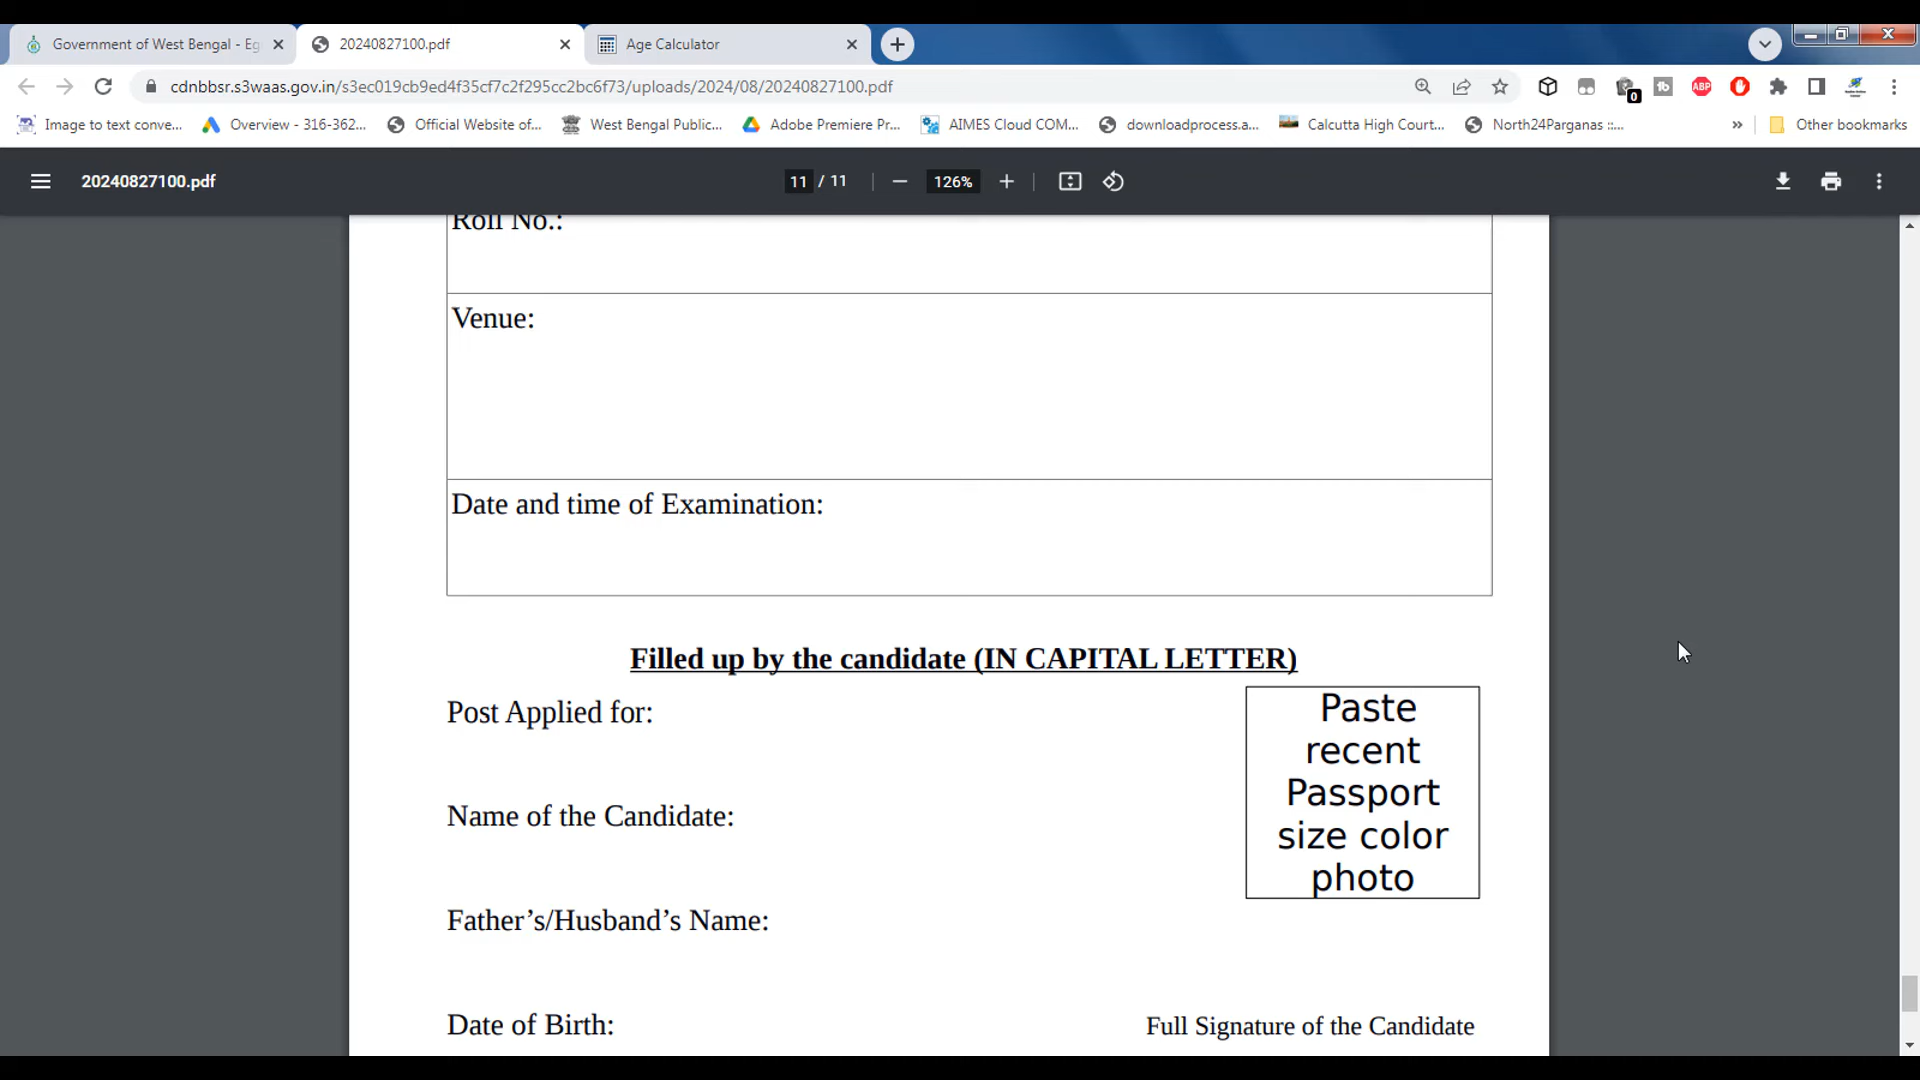 Government of West Bengal - Eg
20240827100.pdf
Age Calculator
cdnbbsr.s3waas.gov.in/s3ec019cb9ed4f35cf7c2f295cc2bc6f73/uploads/2024/08/20240827100.pdf
0
ABP
Image to text conve...
Overview - 316-362...
Official Website of...
West Bengal Public...
Adobe Premiere Pr...
AIMES Cloud COM...
downloadprocess.a...
Calcutta High Court...
North24Parganas ::...
»
Other bookmarks
20240827100.pdf
11 / 11
126%
Roll No.:
Venue:
Date and time of Examination:
Filled up by the candidate (IN CAPITAL LETTER)
Post Applied for:
Paste
recent
Passport
size color
photo
Name of the Candidate:
Father’s/Husband’s Name:
Date of Birth:
Full Signature of the Candidate